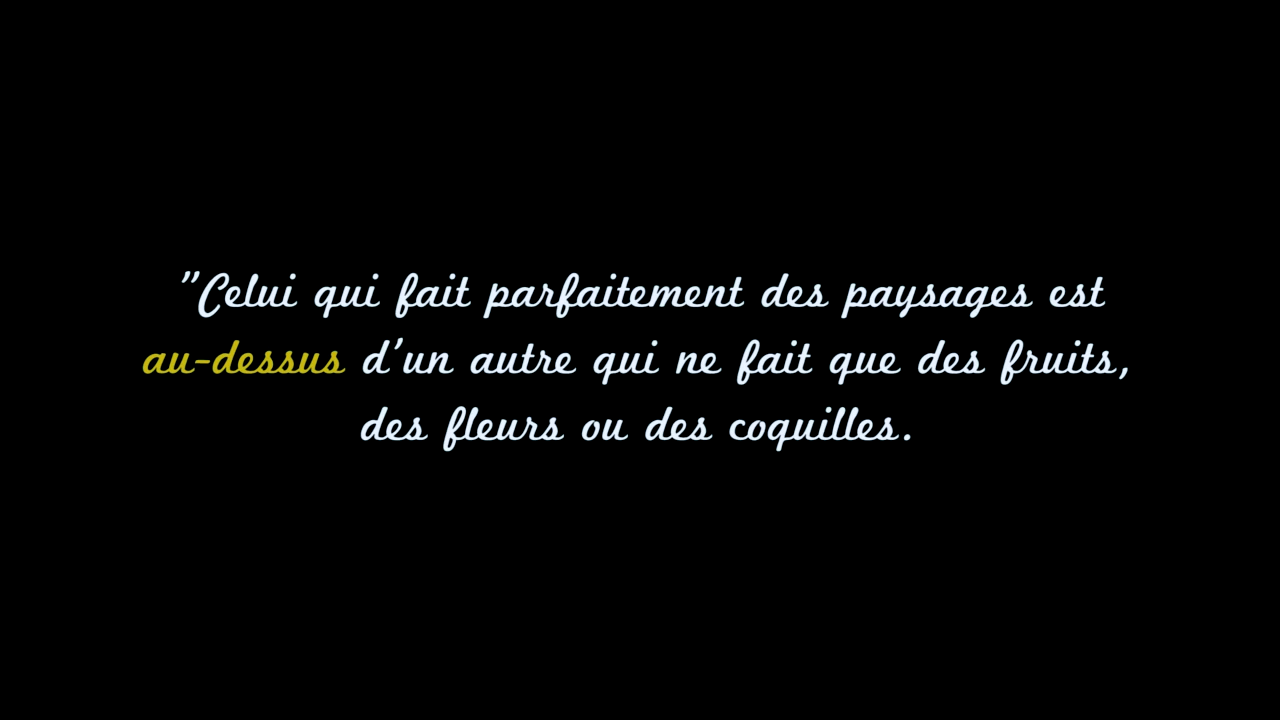 "Celui qui fait parfaitement des paysages est
au-dessus d'un autre qui ne fait que des fruits,
des fleurs ou des coquilles.